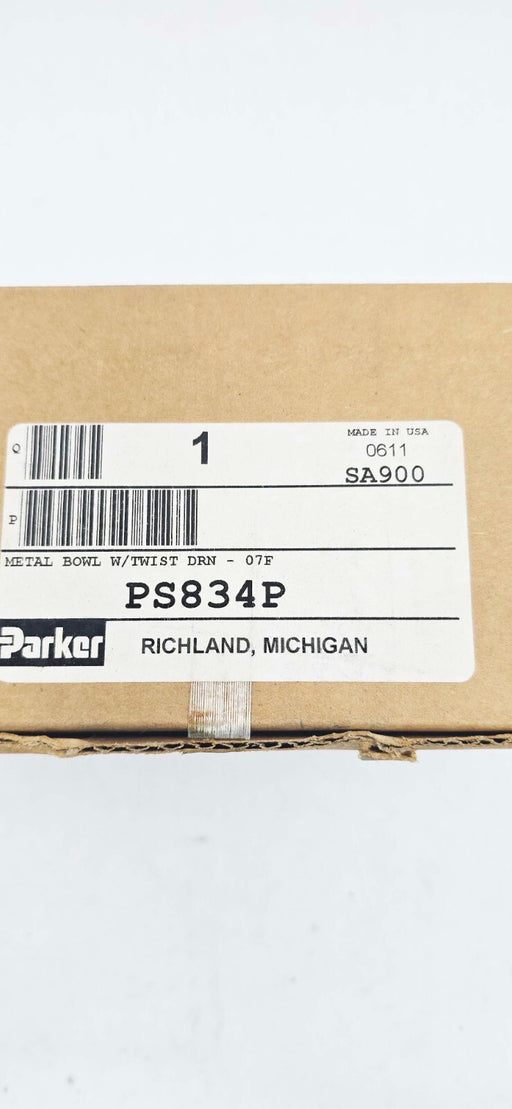 Q 1 MADE IN USA
0611
SA900
P
METAL BOWL W/TWIST DRN - 07F
PS834P
Parker RICHLAND, MICHIGAN